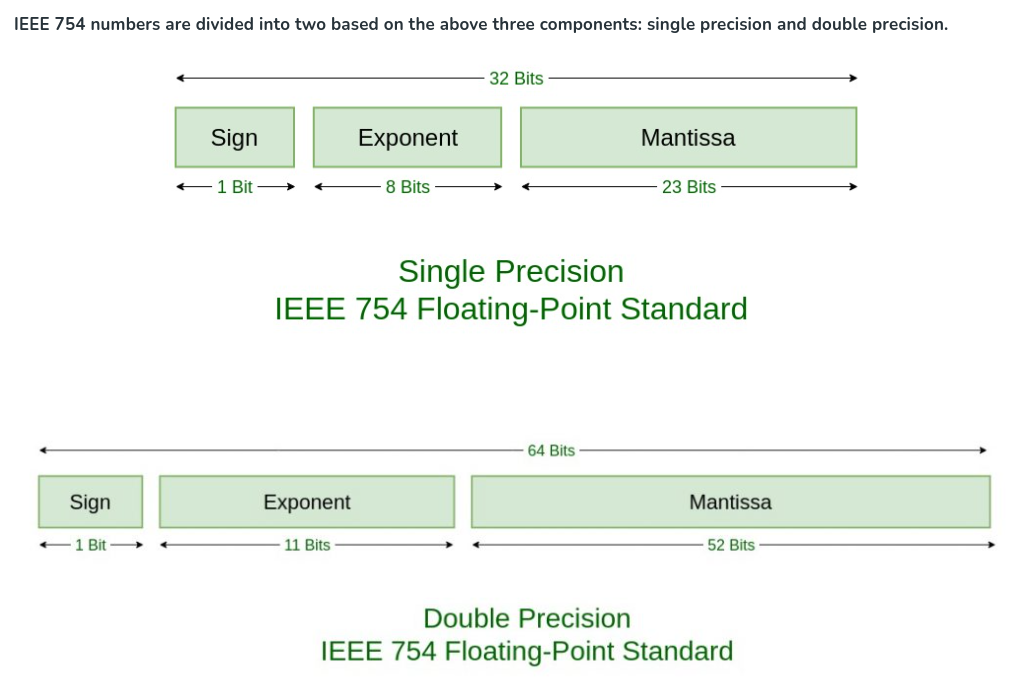 IEEE 754 numbers are divided into two based on the above three components: single precision and double precision.
32 Bits
Sign
Exponent
Mantissa
1 Bit
8 Bits
23 Bits
Single Precision
IEEE 754 Floating-Point Standard
64 Bits
Sign
Exponent
Mantissa
1 Bit
11 Bits
52 Bits
Double Precision
IEEE 754 Floating-Point Standard